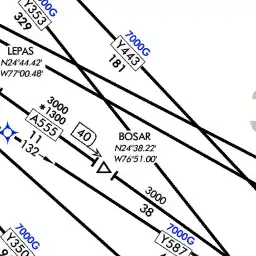 Y353
7000G
329
LEPAS
N24°44.42'
W77°00.48'
7000G
Y443
181
3000
*1300
A555
11
40
BOSAR
N24°38.22'
W76°51.00'
132
3000
38
7000G
Y587
7000G
Y350